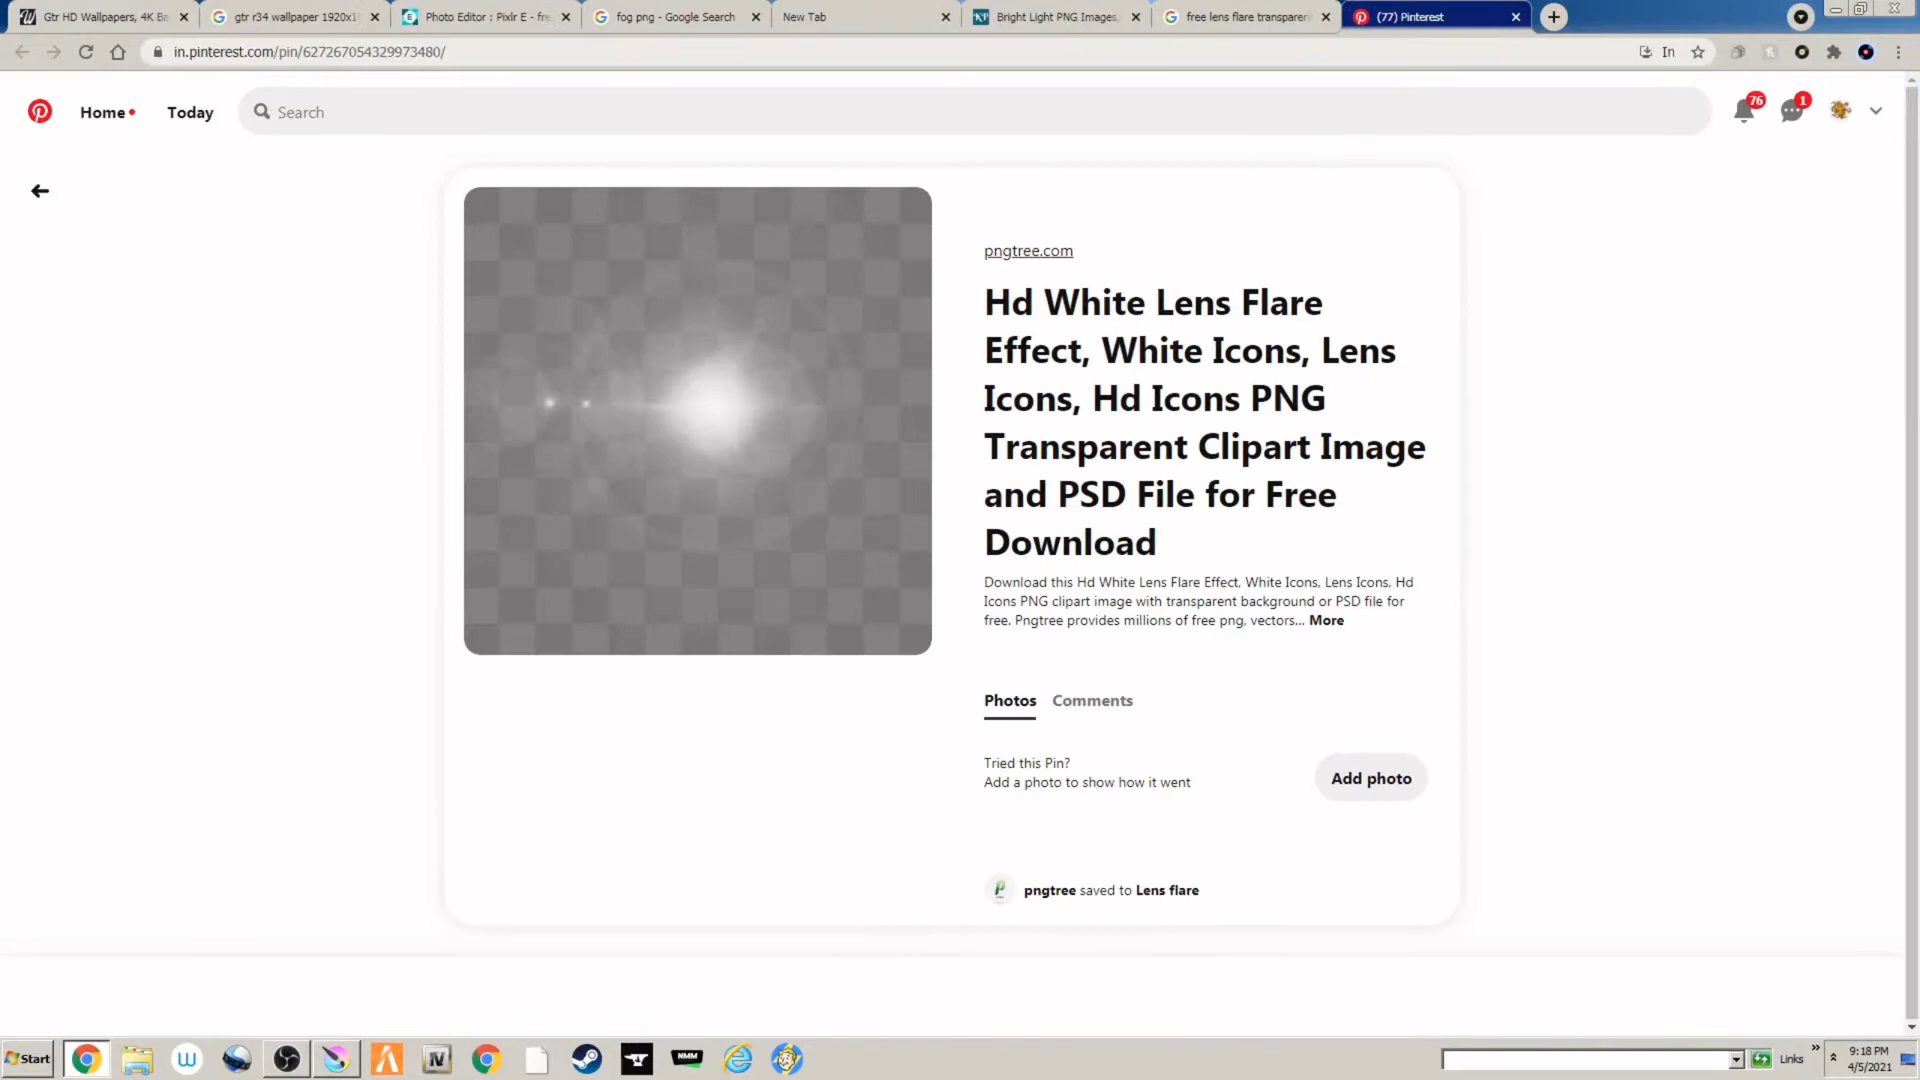 Gtr HD Wallpapers, 4K Ba
gtr r34 wallpaper 1920x1
Photo Editor : Pixlr E - fre
fog png - Google Search
New Tab
Bright Light PNG Images,
free lens flare transparen
(77) Pinterest
in.pinterest.com/pin/627267054329973480/
In
Home
Today
Search
76
1
pngtree.com
Hd White Lens Flare
Effect, White Icons, Lens
Icons, Hd Icons PNG
Transparent Clipart Image
and PSD File for Free
Download
Download this Hd White Lens Flare Effect, White Icons, Lens Icons, Hd
Icons PNG clipart image with transparent background or PSD file for
free. Pngtree provides millions of free png, vectors... More
Photos Comments
Tried this Pin?
Add a photo to show how it went
Add photo
pngtree saved to Lens flare
Start
NMM
Links
9:18 PM
4/5/2021